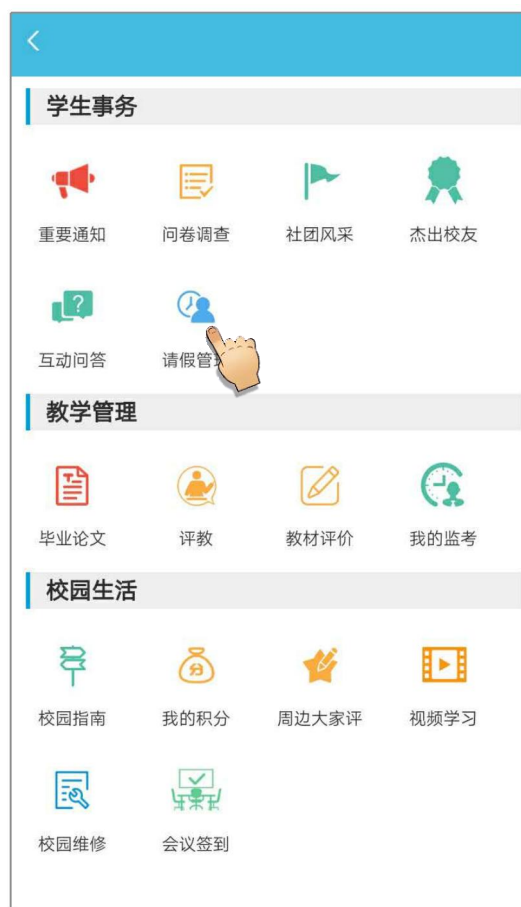 学生事务
重要通知 问卷调查 社团风采 杰出校友
互动问答 请假管
教学管理
毕业论文 评教 教材评价 我的监考
校园生活
校园指南 我的积分 周边大家评 视频学习
校园维修 会议签到